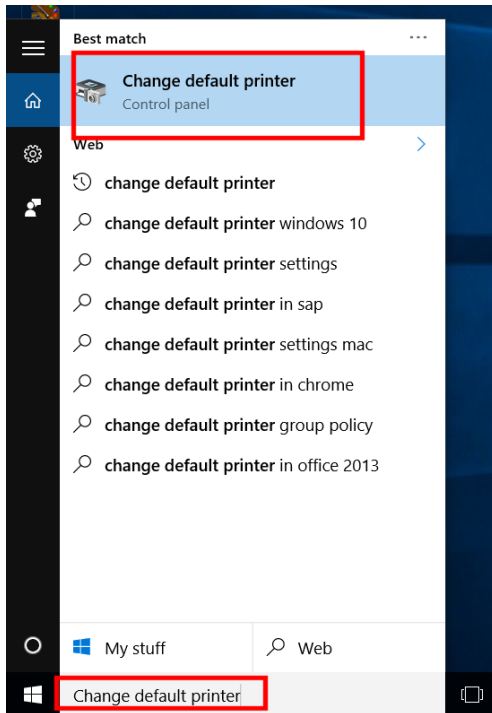 Best match
Change default printer
Control panel
Web
change default printer
change default printer windows 10
change default printer settings
change default printer in sap
change default printer settings mac
change default printer in chrome
change default printer group policy
change default printer in office 2013
My stuff
Web
Change default printer